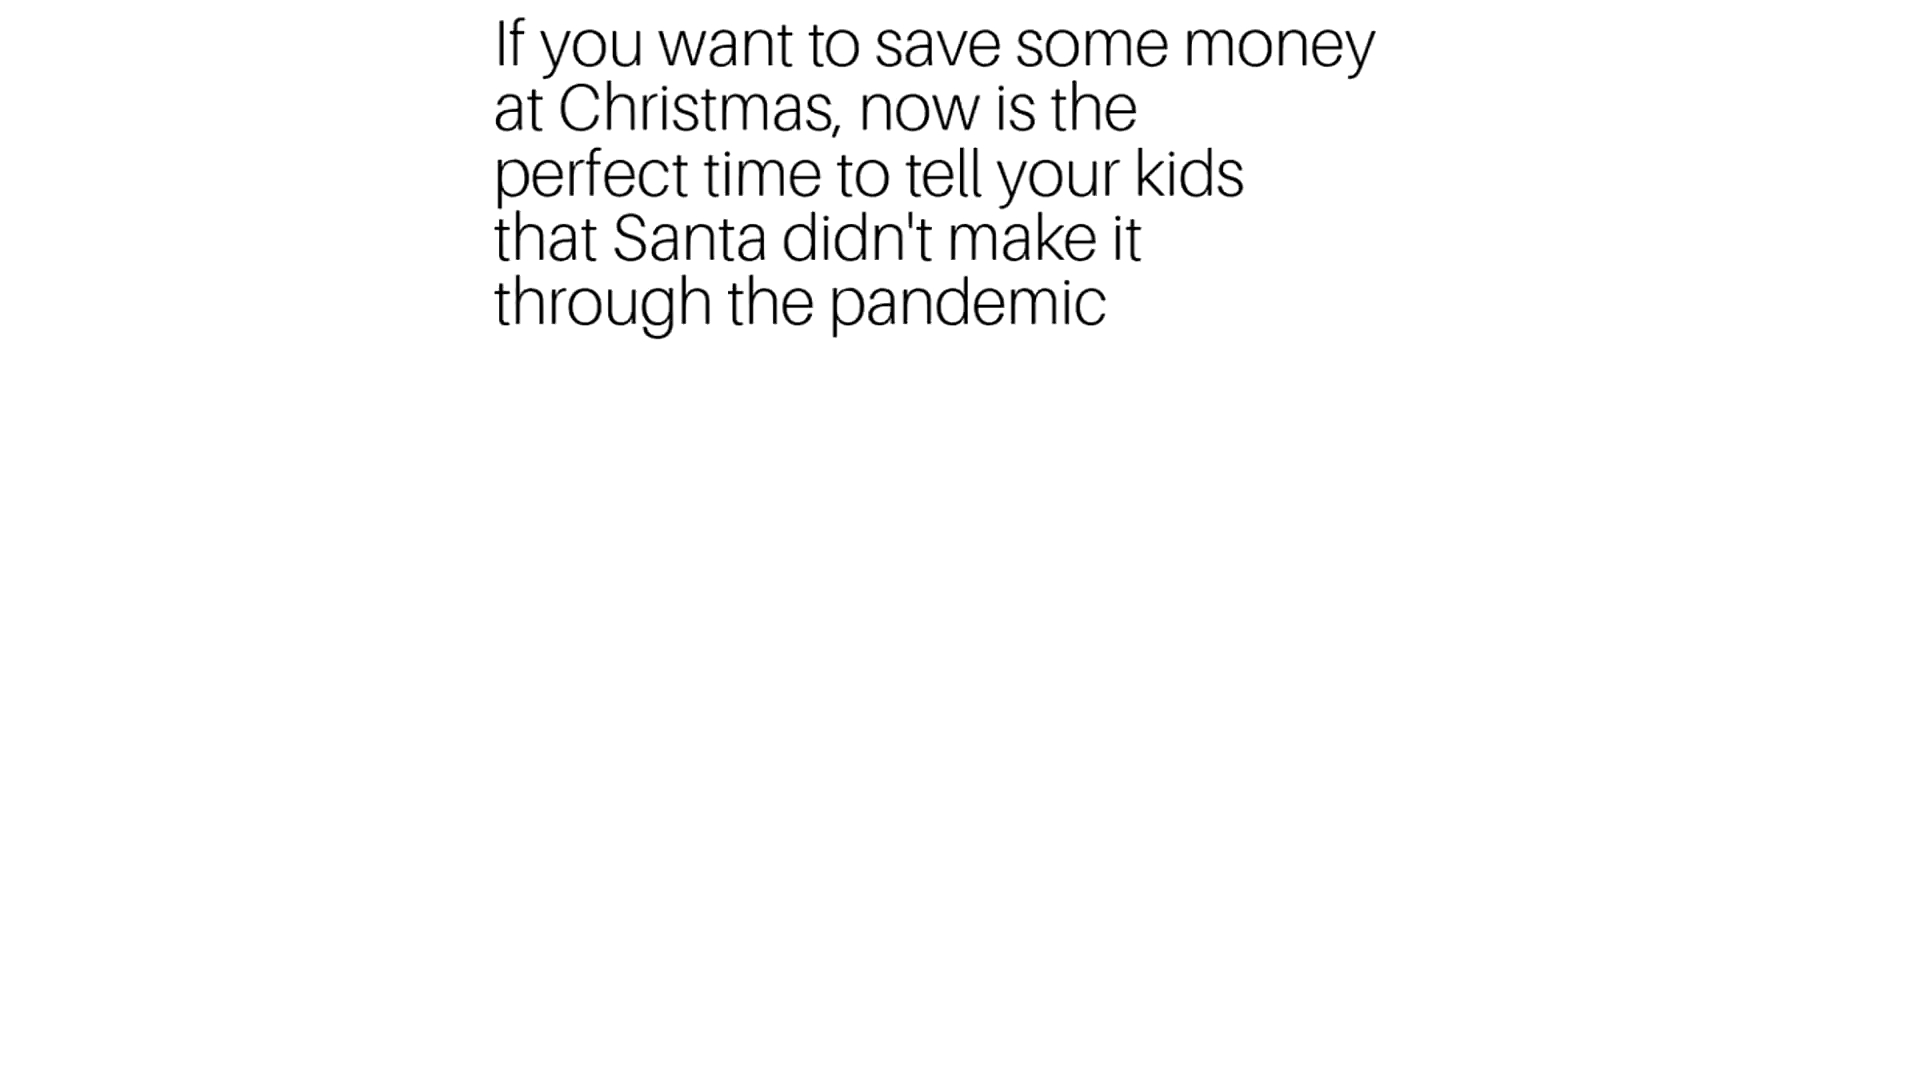 If you want to save some money
at Christmas, now is the
perfect time to tell your kids
that Santa didn't make it
through the pandemic